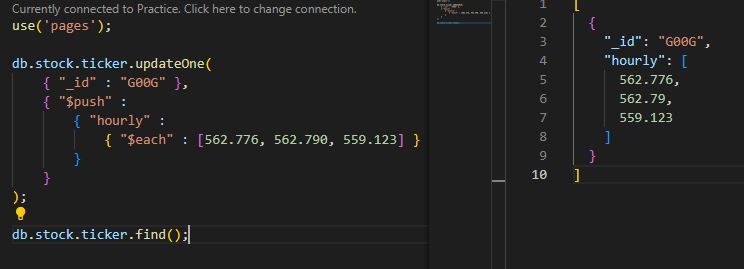 Currently connected to Practice. Click here to change connection.
use('pages');
db.stock.ticker.updateOne(
{ "_id" : "G00G" },
{ "$push" :
{ "hourly" :
{ "$each" : [562.776, 562.790, 559.123] }
}
}
);
db.stock.ticker.find();
1 [
2 {
3 "_id": "G00G",
4 "hourly": [
5 562.776,
6 562.79,
7 559.123
8 ]
9 }
10 ]